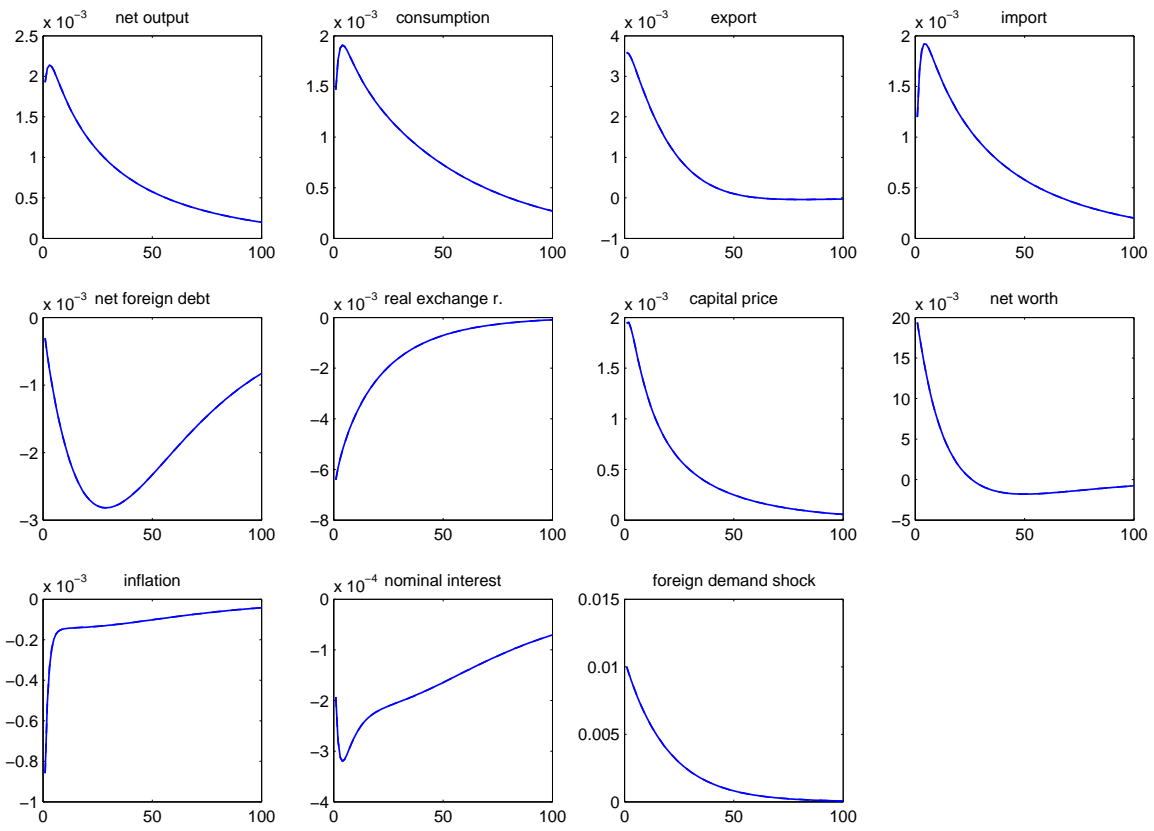 net output
x 10⁻³
2.5
2
1.5
1
0.5
0
0 50 100
consumption
x 10⁻³
2
1.5
1
0.5
0
0 50 100
export
x 10⁻³
4
3
2
1
0
−1
0 50 100
import
x 10⁻³
2
1.5
1
0.5
0
0 50 100
net foreign debt
x 10⁻³
0
−1
−2
−3
0 50 100
real exchange r.
x 10⁻³
0
−2
−4
−6
−8
0 50 100
capital price
x 10⁻³
2
1.5
1
0.5
0
0 50 100
net worth
x 10⁻³
20
15
10
5
0
−5
0 50 100
inflation
x 10⁻³
0
−0.2
−0.4
−0.6
−0.8
−1
0 50 100
nominal interest
x 10⁻⁴
0
−1
−2
−3
−4
0 50 100
foreign demand shock
0.015
0.01
0.005
0
0 50 100